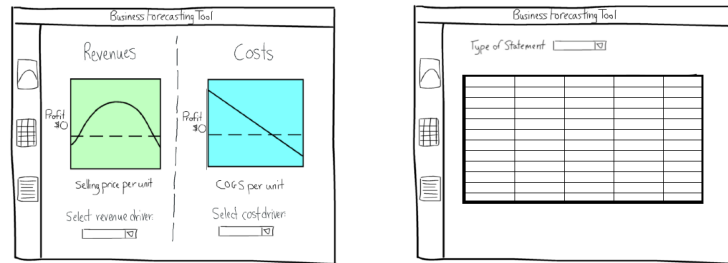 Business Forecasting Tool
Revenues
Costs
Profit
$0
Selling price per unit
Select revenue driver
Profit
$0
COGS per unit
Select cost driver
Business Forecasting Tool
Type of Statement